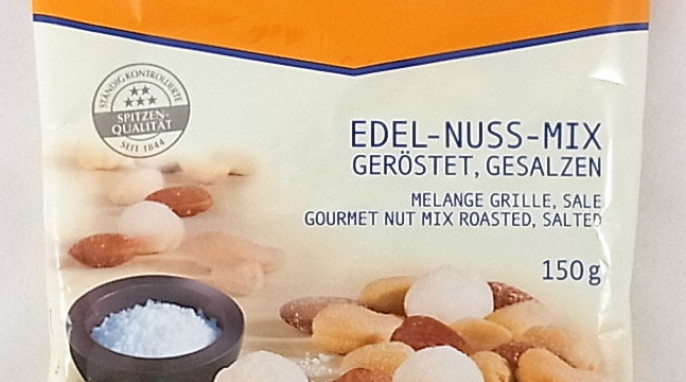 STÄNDIG KONTROLLIERTE
SPITZEN-
QUALITÄT
SEIT 1844
EDEL-NUSS-MIX
GERÖSTET, GESALZEN
MELANGE GRILLE, SALE
GOURMET NUT MIX ROASTED, SALTED
150 g